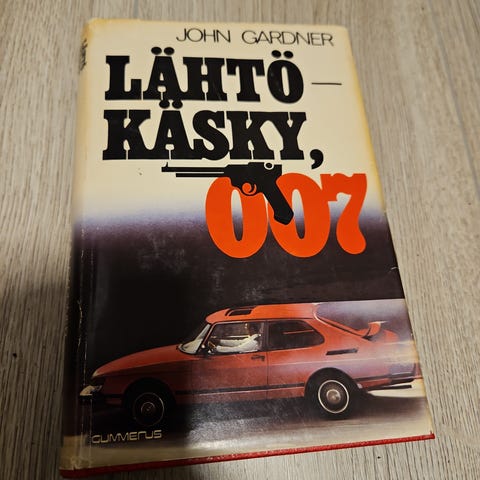 JOHN GARDNER
LÄHTÖ–
KÄSKY,
007
GUMMERUS